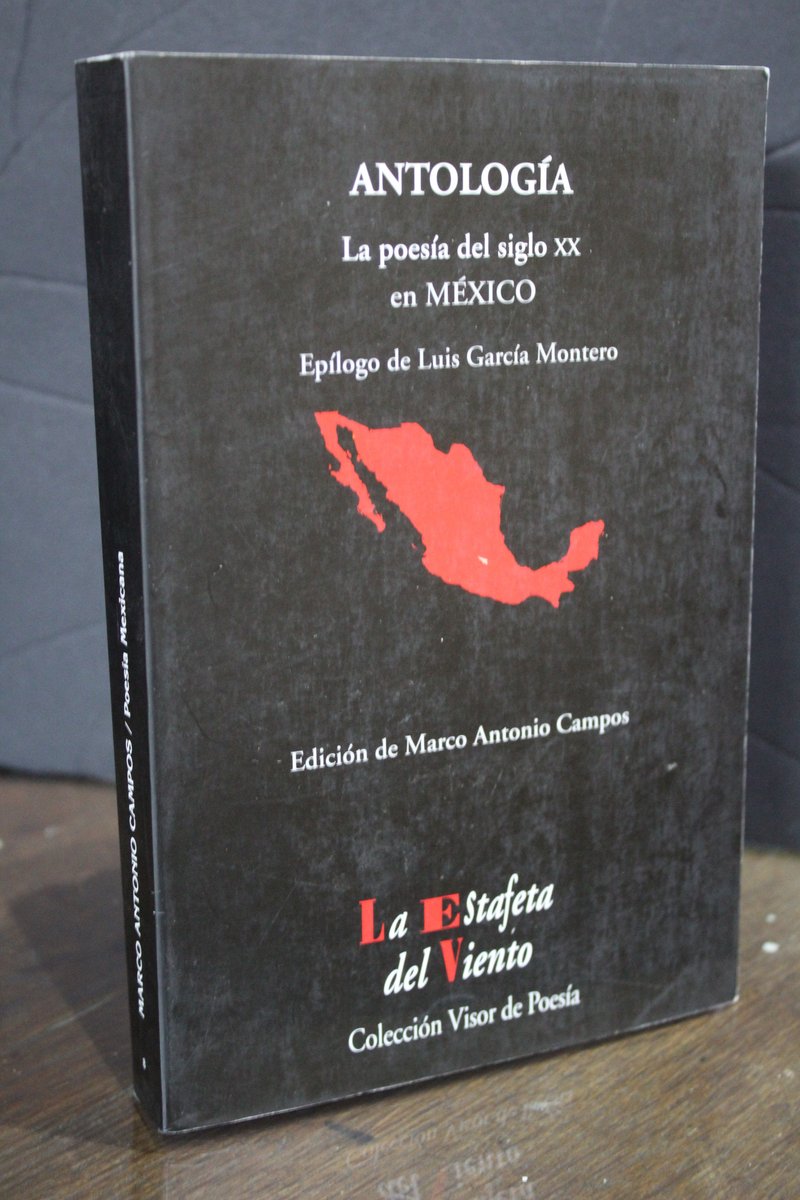 ANTOLOGÍA
La poesía del siglo XX
en MÉXICO
Epílogo de Luis García Montero
Edición de Marco Antonio Campos
La Estafeta
del Viento
Colección Visor de Poesía
MARCO ANTONIO CAMPOS / Poesía Mexicana